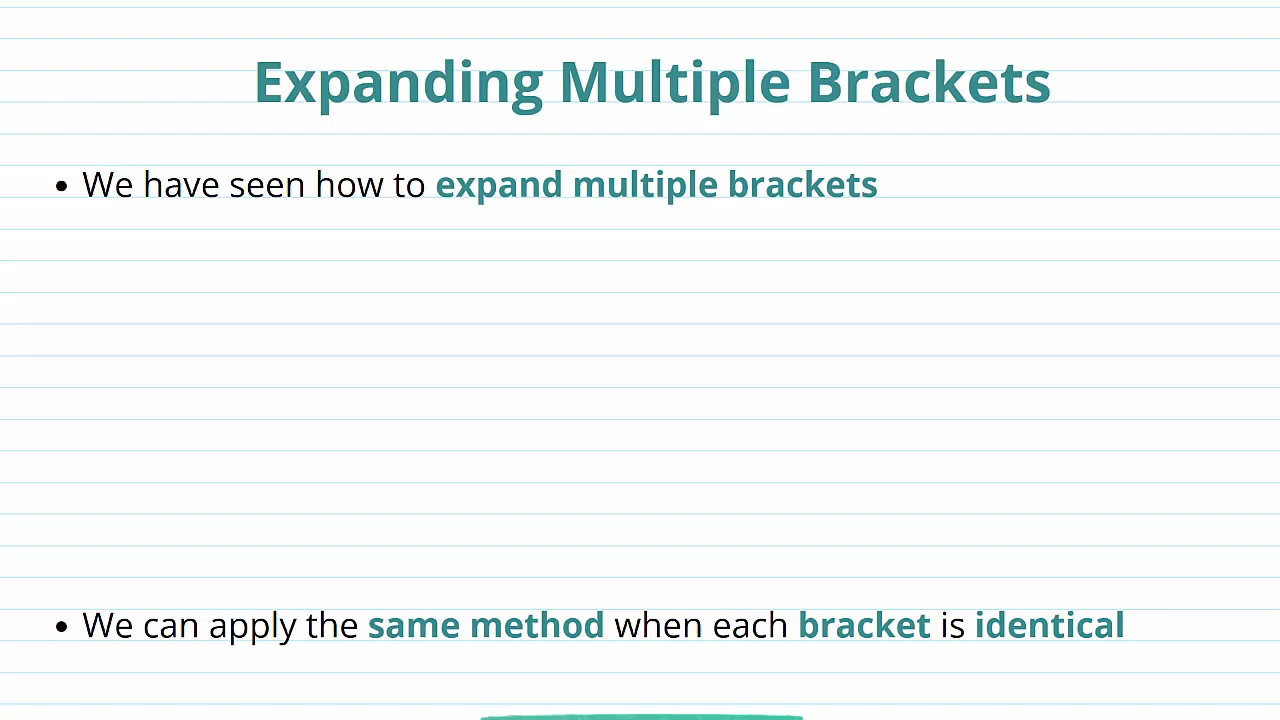 Expanding Multiple Brackets
• We have seen how to expand multiple brackets
• We can apply the same method when each bracket is identical